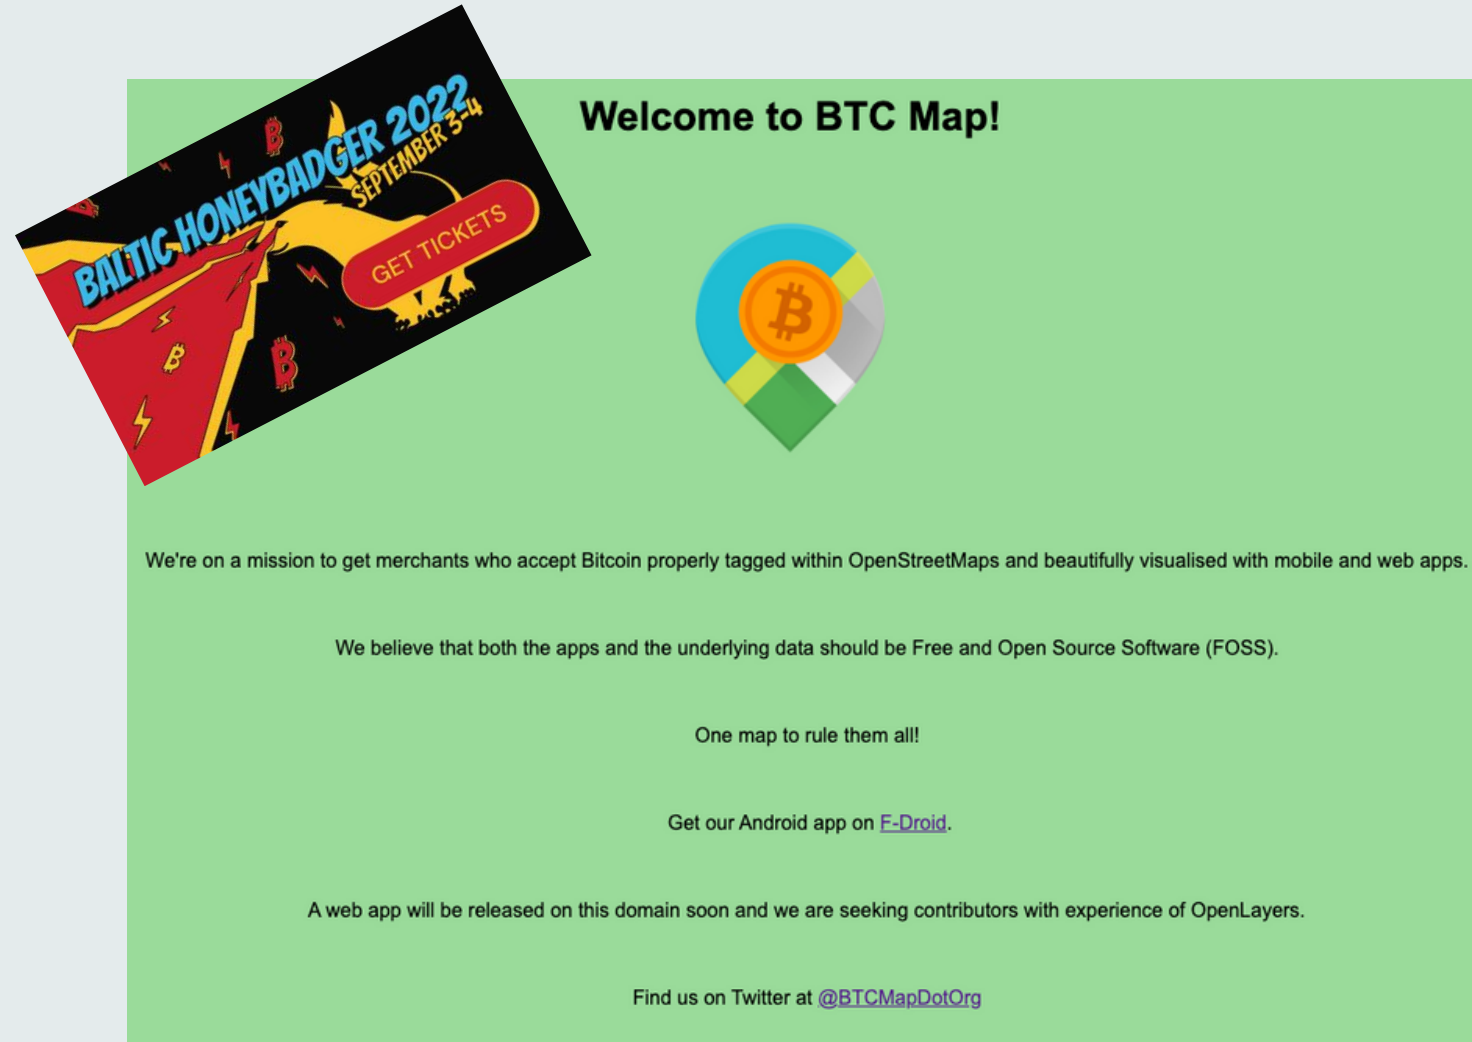 BALTIC HONEYBADGER 2022
SEPTEMBER 3-4
GET TICKETS
Welcome to BTC Map!
We're on a mission to get merchants who accept Bitcoin properly tagged within OpenStreetMaps and beautifully visualised with mobile and web apps.
We believe that both the apps and the underlying data should be Free and Open Source Software (FOSS).
One map to rule them all!
Get our Android app on F-Droid.
A web app will be released on this domain soon and we are seeking contributors with experience of OpenLayers.
Find us on Twitter at @BTCMapDotOrg